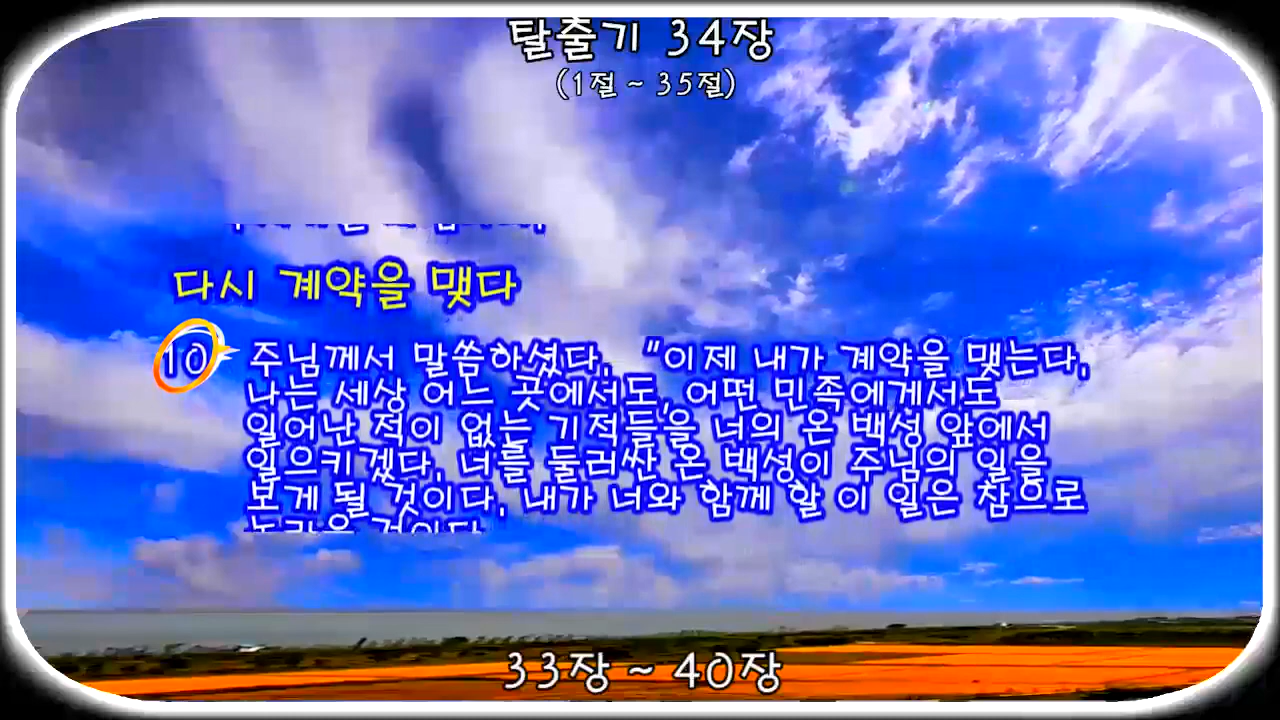 탈출기 34장
(1절 ~ 35절)
다시 계약을 맺다
10 주님께서 말씀하셨다. "이제 내가 계약을 맺는다.
나는 세상 어느 곳에서도, 어떤 민족에게서도
일어난 적이 없는 기적들을 너의 온 백성 앞에서
일으키겠다. 너를 둘러싼 온 백성이 주님의 일을
보게 될 것이다. 내가 너와 함께 할 이 일은 참으로
33장 ~ 40장